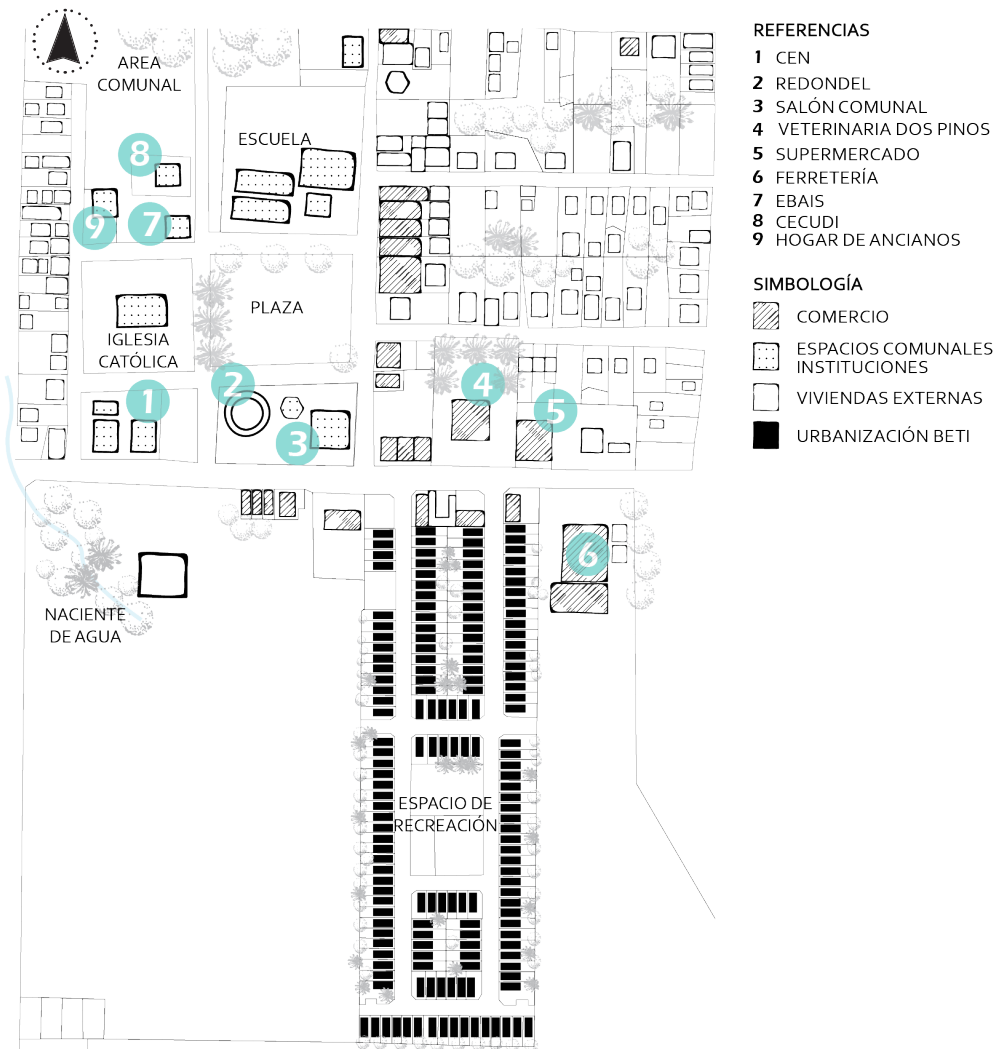 AREA
COMUNAL
ESCUELA
8
9
7
PLAZA
IGLESIA
CATÓLICA
1
2
3
4
5
6
NACIENTE
DE AGUA
ESPACIO DE
RECREACIÓN
REFERENCIAS
1 CEN
2 REDONDEL
3 SALÓN COMUNAL
4 VETERINARIA DOS PINOS
5 SUPERMERCADO
6 FERRETERÍA
7 EBAIS
8 CECUDI
9 HOGAR DE ANCIANOS
SIMBOLOGÍA
COMERCIO
ESPACIOS COMUNALES
INSTITUCIONES
VIVIENDAS EXTERNAS
URBANIZACIÓN BETI